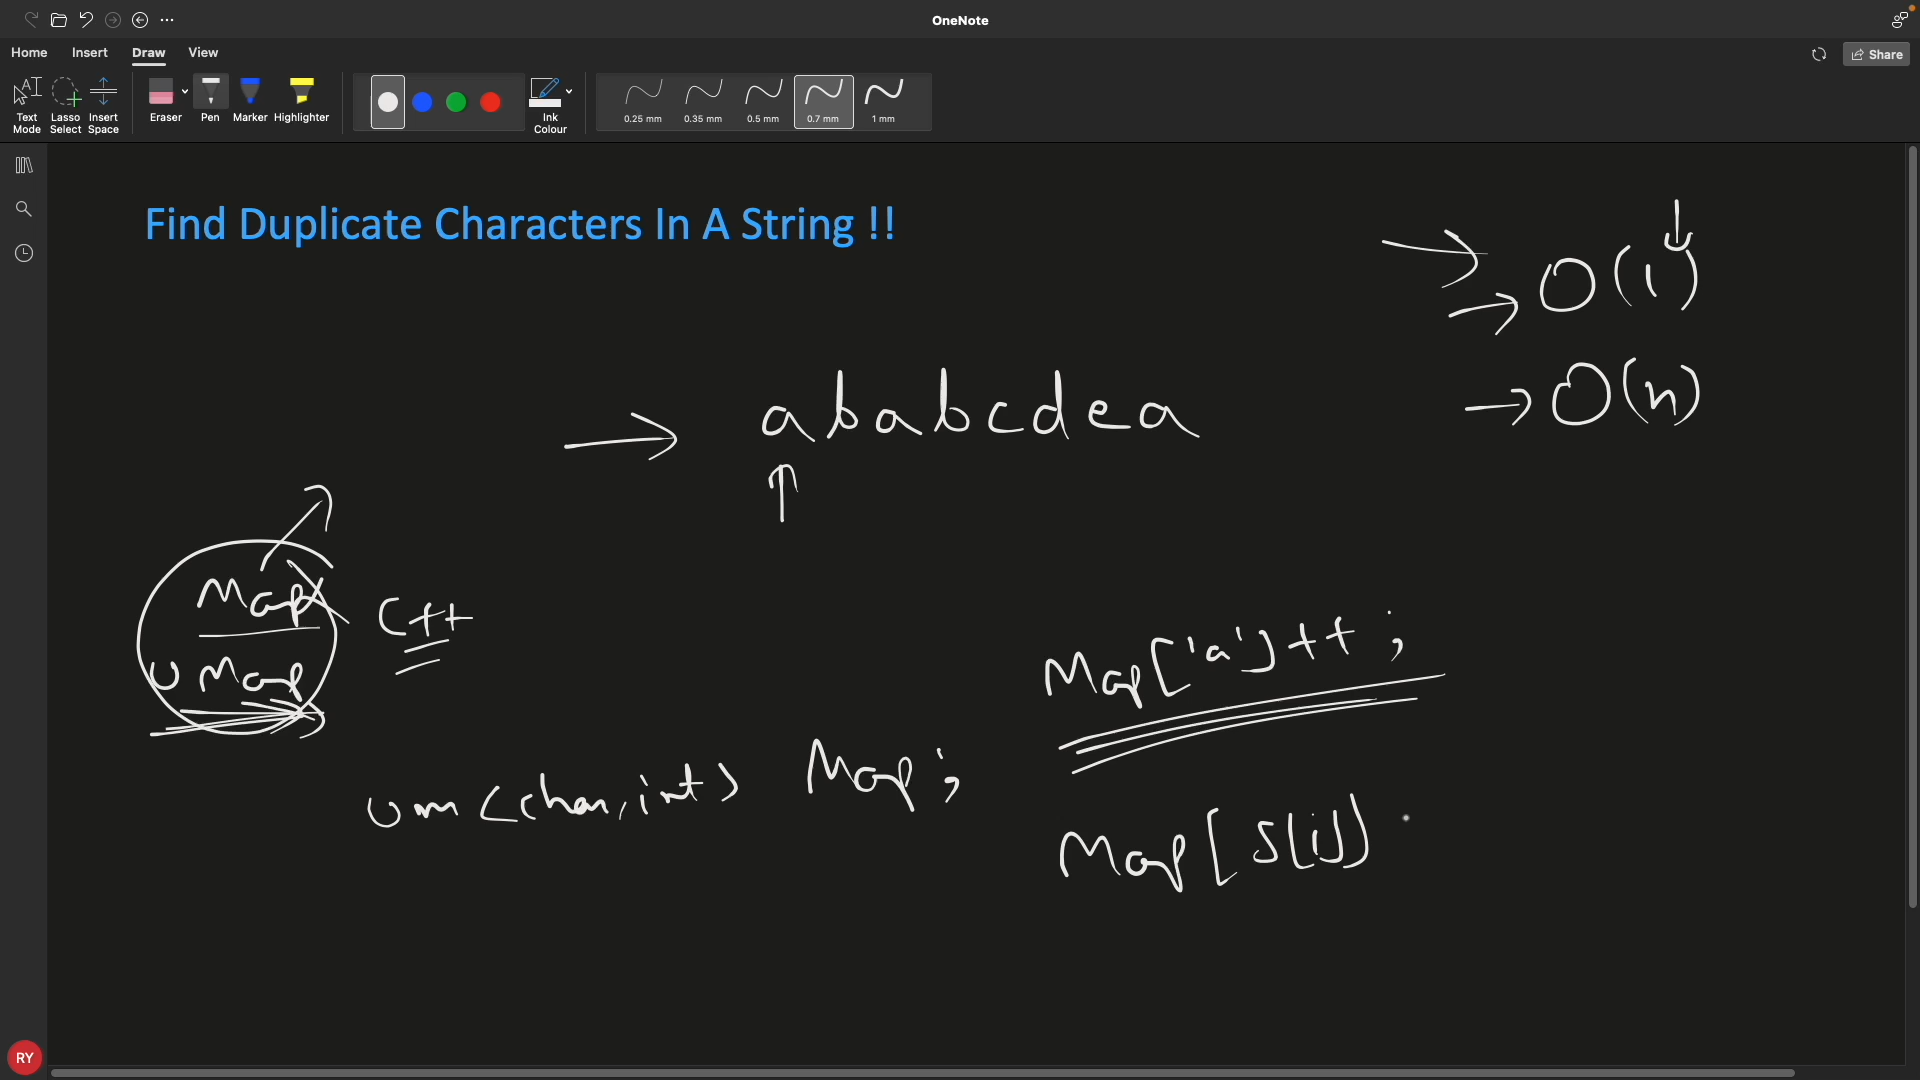 OneNote
Home Insert Draw View
Share
Text Mode
Lasso Select
Insert Space
Eraser
Pen
Marker
Highlighter
Ink Colour
0.25 mm
0.35 mm
0.5 mm
0.7 mm
1 mm
Find Duplicate Characters In A String !!
O(1)
O(n)
ababcdea
Map
C++
UMap
Map['a']++;
um<char,int> Map;
Map[s[i]]
RY